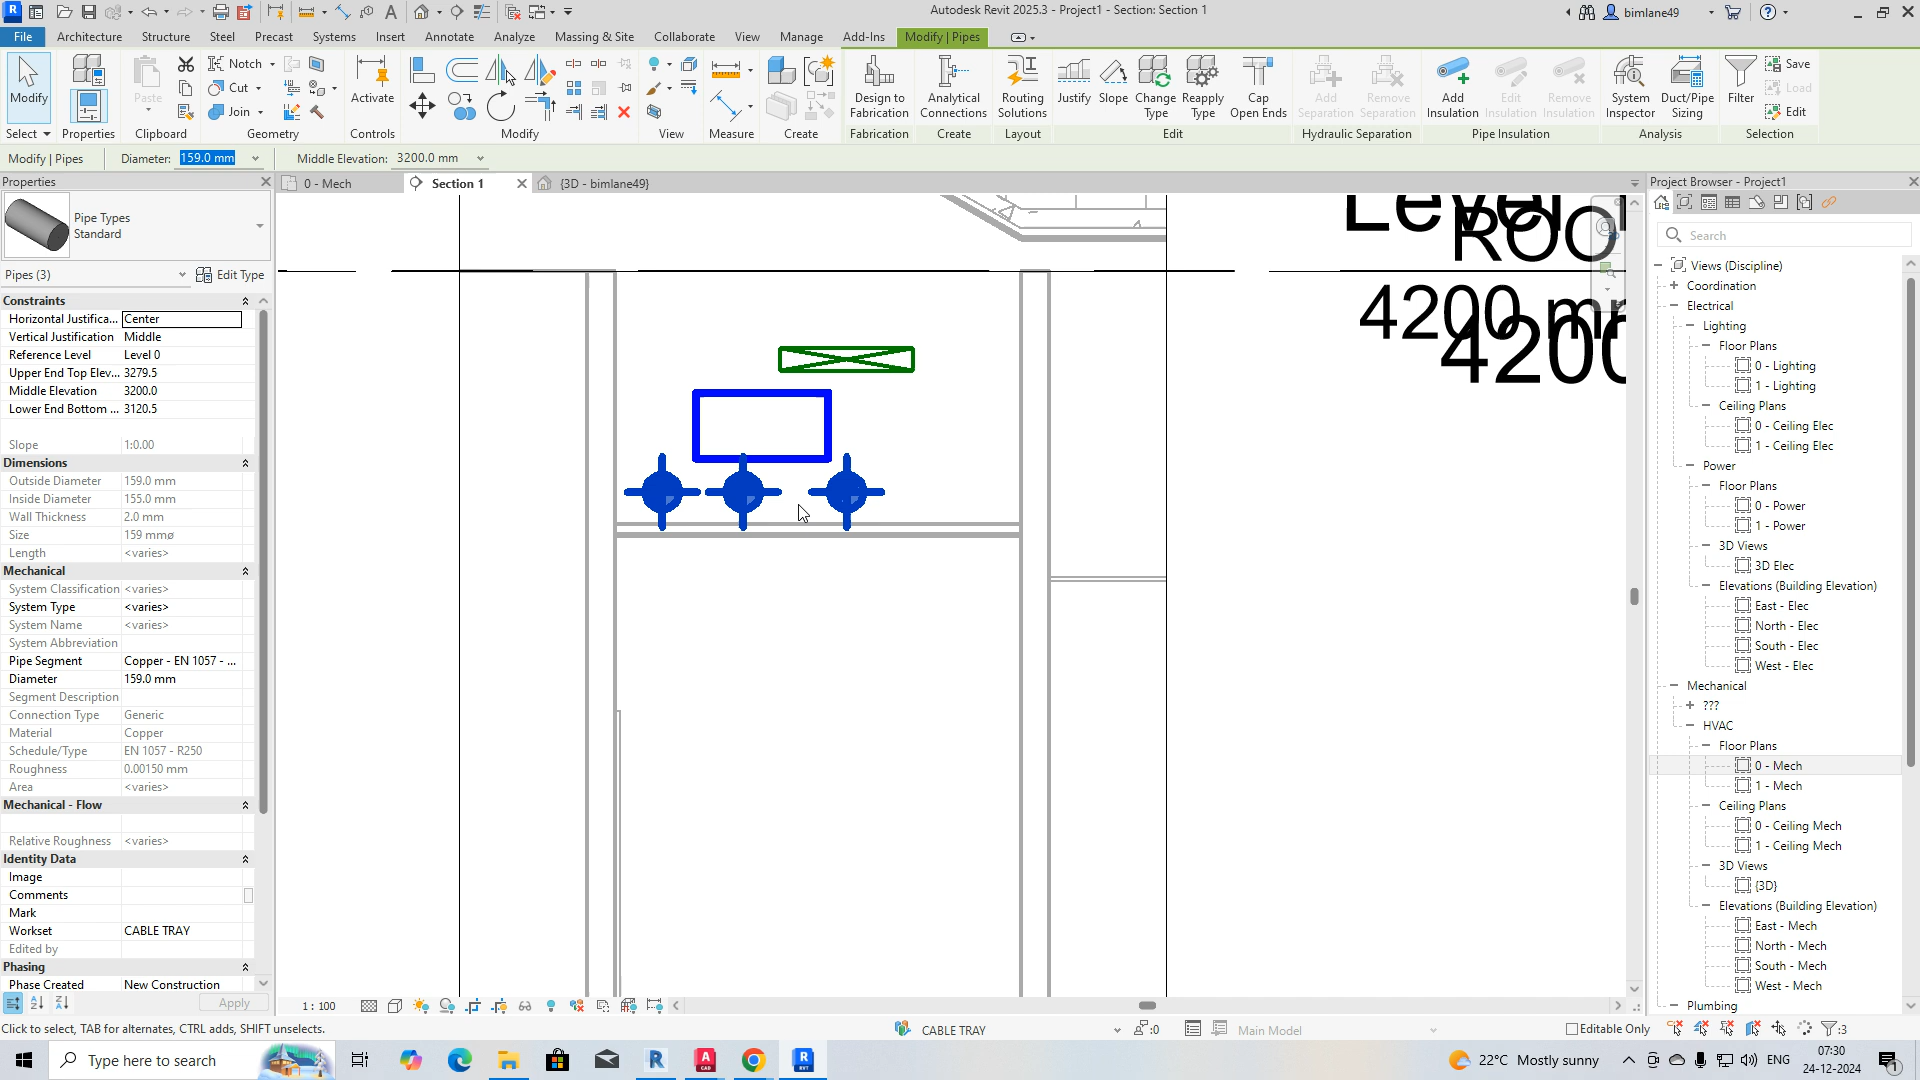 Autodesk Revit 2025.3 - Project1 - Section: Section 1
bimlane49
File
Architecture
Structure
Steel
Precast
Systems
Insert
Annotate
Analyze
Massing & Site
Collaborate
View
Manage
Add-Ins
Modify | Pipes
Modify
Paste
Notch
Cut
Join
Activate
Design to Fabrication
Analytical Connections
Routing Solutions
Justify
Slope
Change Type
Reapply Type
Cap Open Ends
Add Separation
Remove Separation
Add Insulation
Edit Insulation
Remove Insulation
System Inspector
Duct/Pipe Sizing
Filter
Save
Load
Edit
Select
Properties
Clipboard
Geometry
Controls
Modify
View
Measure
Create
Fabrication
Create
Layout
Edit
Hydraulic Separation
Pipe Insulation
Analysis
Selection
Modify | Pipes
Diameter: 159.0 mm
Middle Elevation: 3200.0 mm
Properties
Pipe Types
Standard
Pipes (3)
Edit Type
Constraints
Horizontal Justifica... Center
Vertical Justification Middle
Reference Level Level 0
Upper End Top Elev... 3279.5
Middle Elevation 3200.0
Lower End Bottom ... 3120.5
Slope 1:0.00
Dimensions
Outside Diameter 159.0 mm
Inside Diameter 155.0 mm
Wall Thickness 2.0 mm
Size 159 mmø
Length <varies>
Mechanical
System Classification <varies>
System Type <varies>
System Name <varies>
System Abbreviation
Pipe Segment Copper - EN 1057 - ...
Diameter 159.0 mm
Segment Description
Connection Type Generic
Material Copper
Schedule/Type EN 1057 - R250
Roughness 0.00150 mm
Area <varies>
Mechanical - Flow
Relative Roughness <varies>
Identity Data
Image
Comments
Mark
Workset CABLE TRAY
Edited by
Phasing
Phase Created New Construction
Apply
0 - Mech
Section 1
{3D - bimlane49}
Level
ROO
4200 mm
4200
1 : 100
Project Browser - Project1
Search
Views (Discipline)
Coordination
Electrical
Lighting
Floor Plans
0 - Lighting
1 - Lighting
Ceiling Plans
0 - Ceiling Elec
1 - Ceiling Elec
Power
Floor Plans
0 - Power
1 - Power
3D Views
3D Elec
Elevations (Building Elevation)
East - Elec
North - Elec
South - Elec
West - Elec
Mechanical
???
HVAC
Floor Plans
0 - Mech
1 - Mech
Ceiling Plans
0 - Ceiling Mech
1 - Ceiling Mech
3D Views
{3D}
Elevations (Building Elevation)
East - Mech
North - Mech
South - Mech
West - Mech
Plumbing
Click to select, TAB for alternates, CTRL adds, SHIFT unselects.
CABLE TRAY
:0
Main Model
Editable Only
:3
Type here to search
22°C Mostly sunny
ENG
07:30
24-12-2024
1